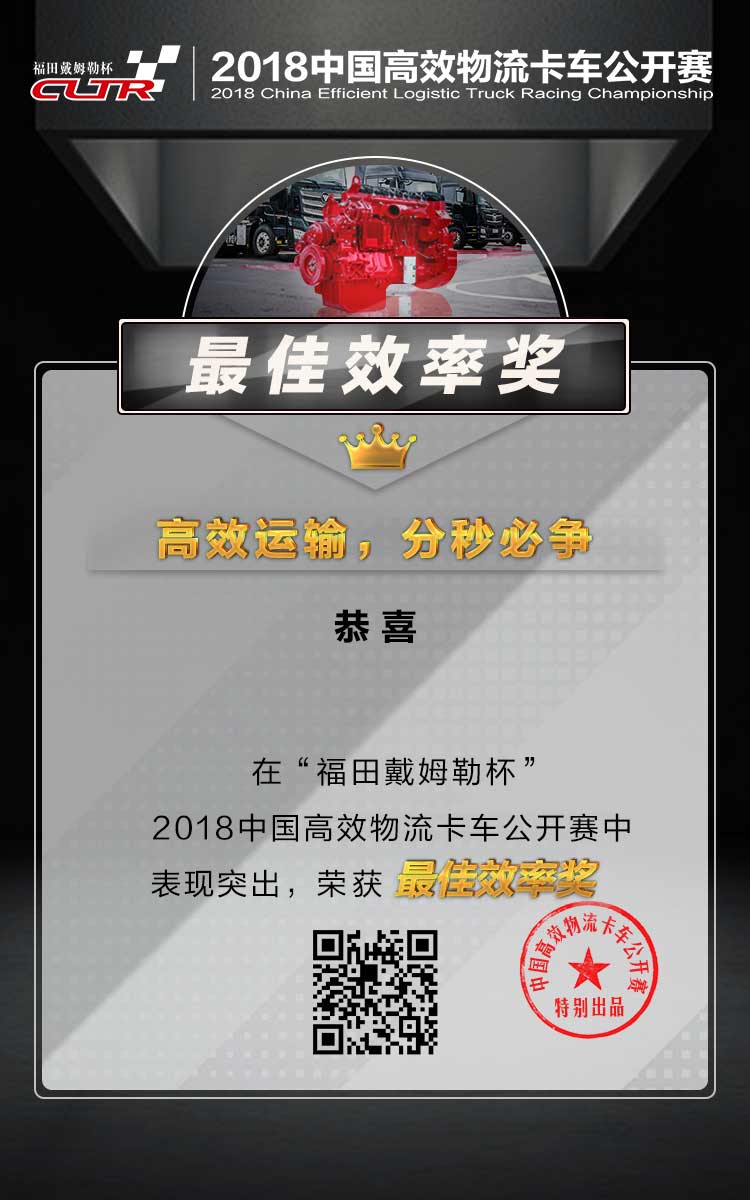 福田戴姆勒杯
CLTR
2018中国高效物流卡车公开赛
2018 China Efficient Logistic Truck Racing Championship
最佳效率奖
高效运输，分秒必争
恭喜
在“福田戴姆勒杯”
2018中国高效物流卡车公开赛中
表现突出，荣获 最佳效率奖
中国高效物流卡车公开赛
特别出品